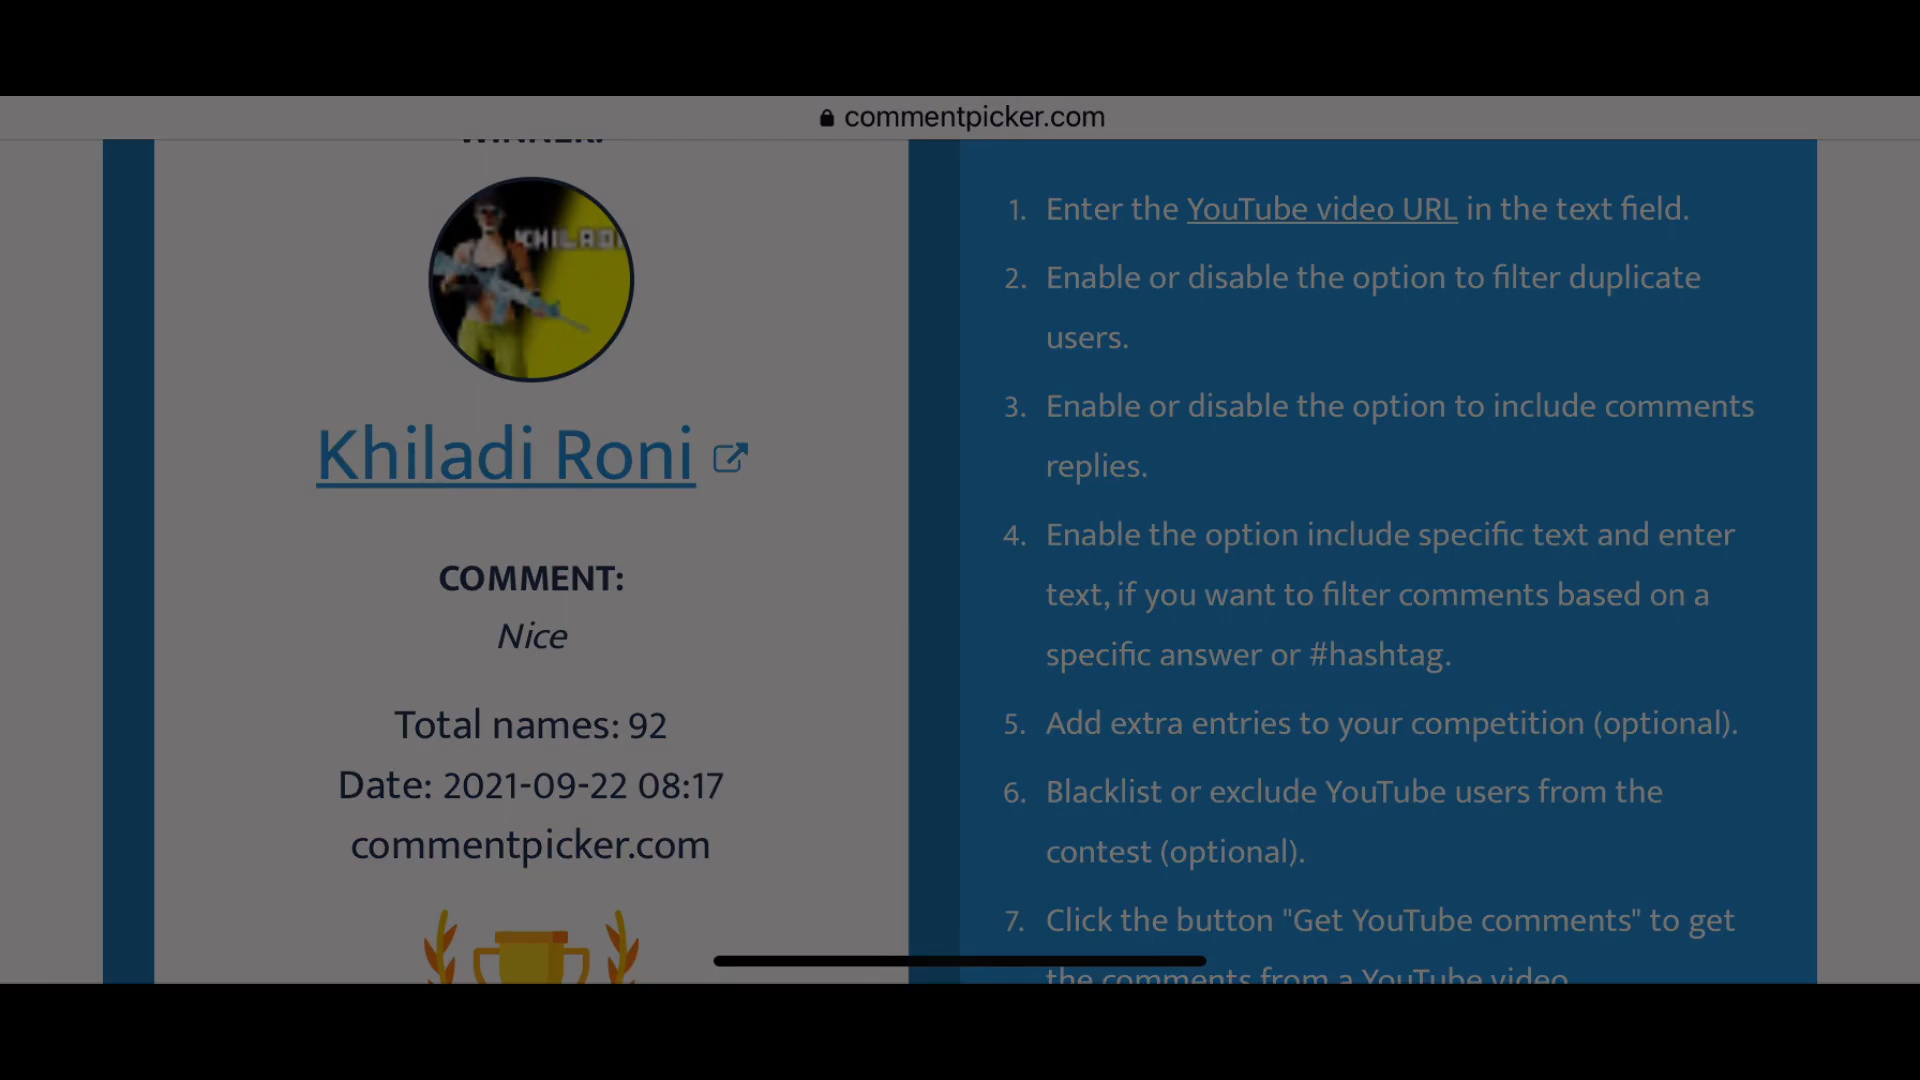 commentpicker.com
WINNER:
KHILADI
Khiladi Roni
COMMENT:
Nice
Total names: 92
Date: 2021-09-22 08:17
commentpicker.com
1. Enter the YouTube video URL in the text field.
2. Enable or disable the option to filter duplicate
users.
3. Enable or disable the option to include comments
replies.
4. Enable the option include specific text and enter
text, if you want to filter comments based on a
specific answer or #hashtag.
5. Add extra entries to your competition (optional).
6. Blacklist or exclude YouTube users from the
contest (optional).
7. Click the button "Get YouTube comments" to get
the comments from a YouTube video